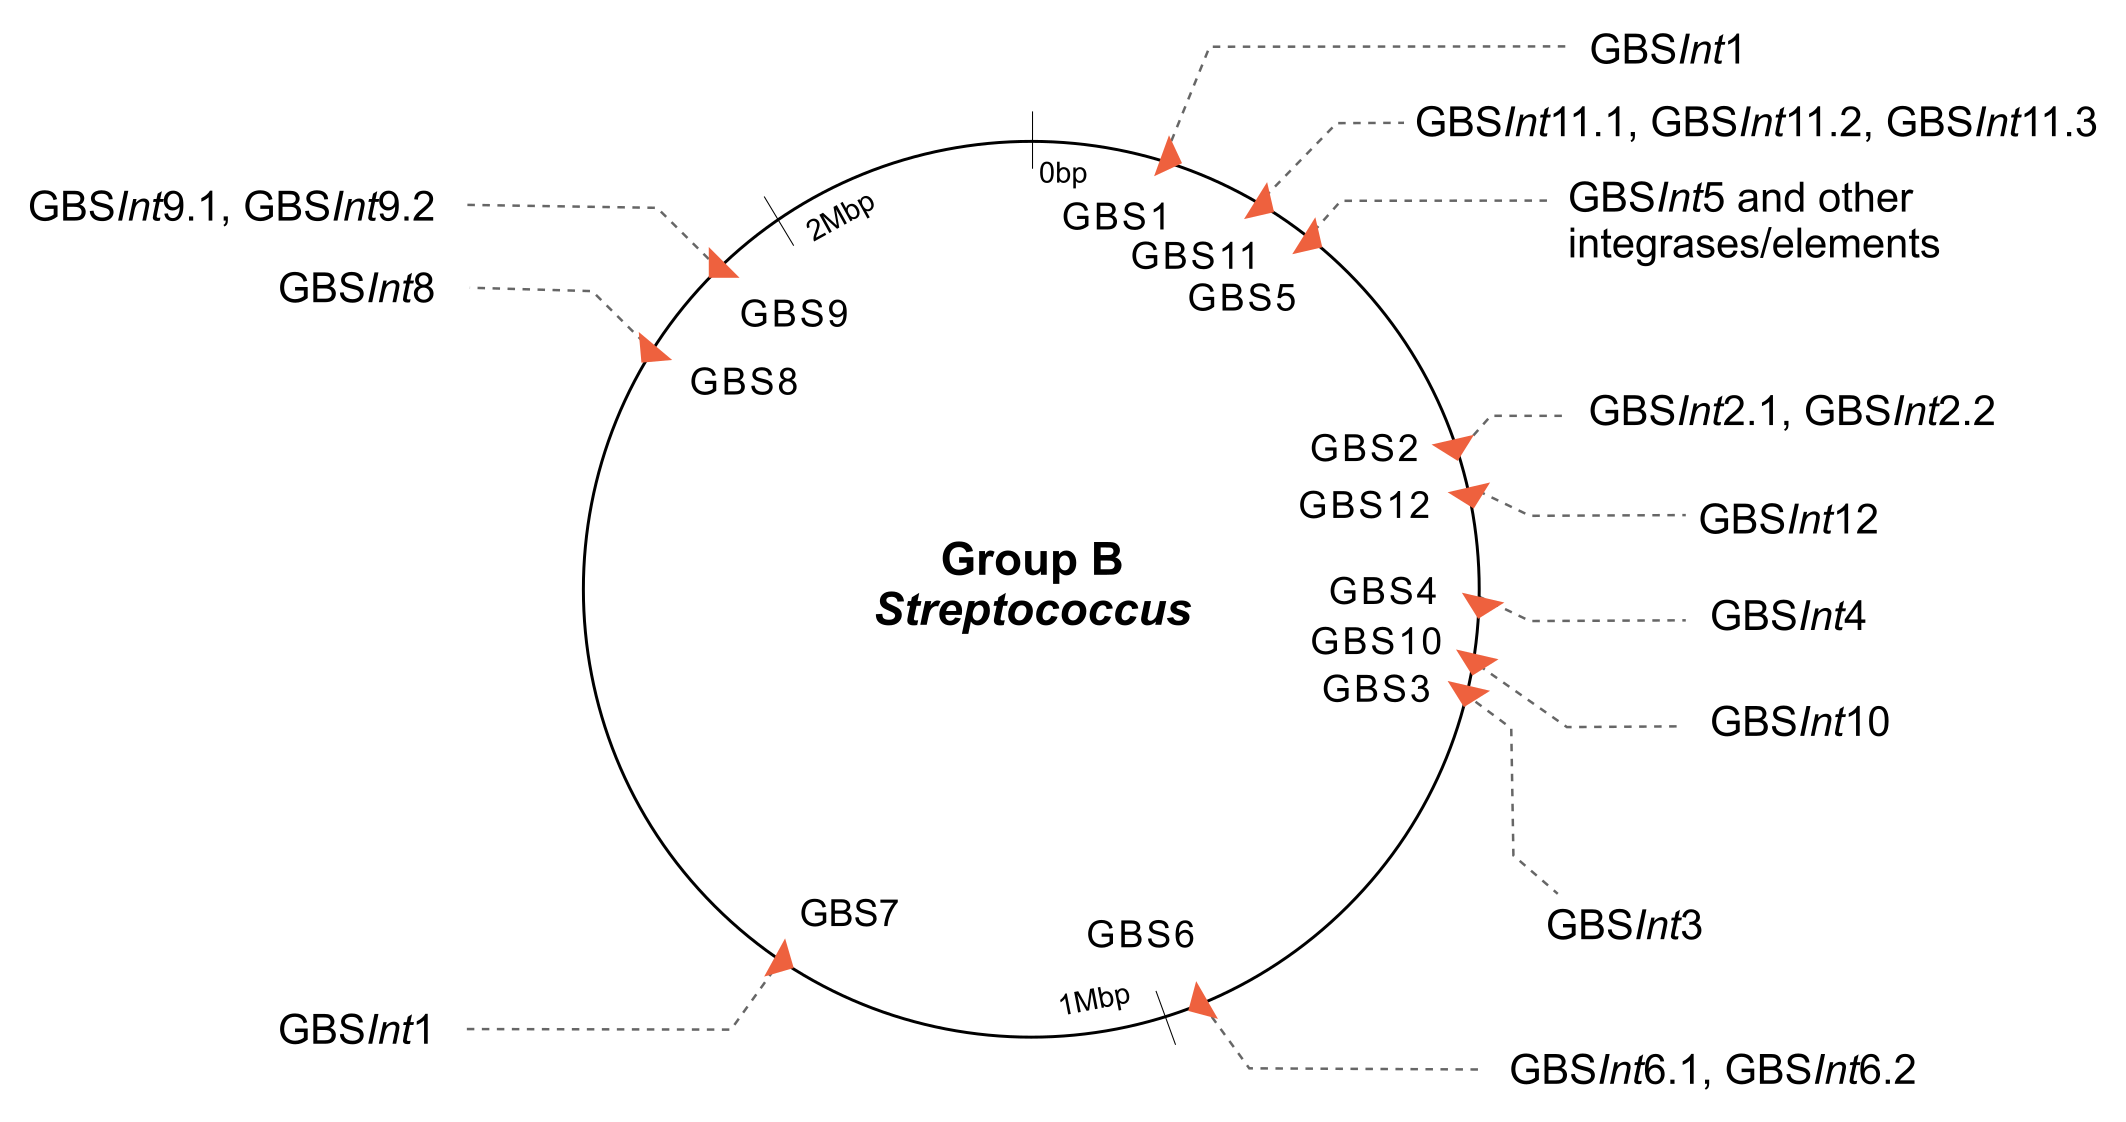 GBSInt1
GBSInt11.1, GBSInt11.2, GBSInt11.3
GBSInt5 and other
integrases/elements
GBSInt9.1, GBSInt9.2
GBSInt8
0bp
2Mbp
GBS1
GBS11
GBS5
GBS9
GBS8
GBSInt2.1, GBSInt2.2
GBS2
GBS12
GBSInt12
Group B
Streptococcus
GBS4
GBSInt4
GBS10
GBS3
GBSInt10
GBSInt3
GBS7
GBS6
1Mbp
GBSInt1
GBSInt6.1, GBSInt6.2